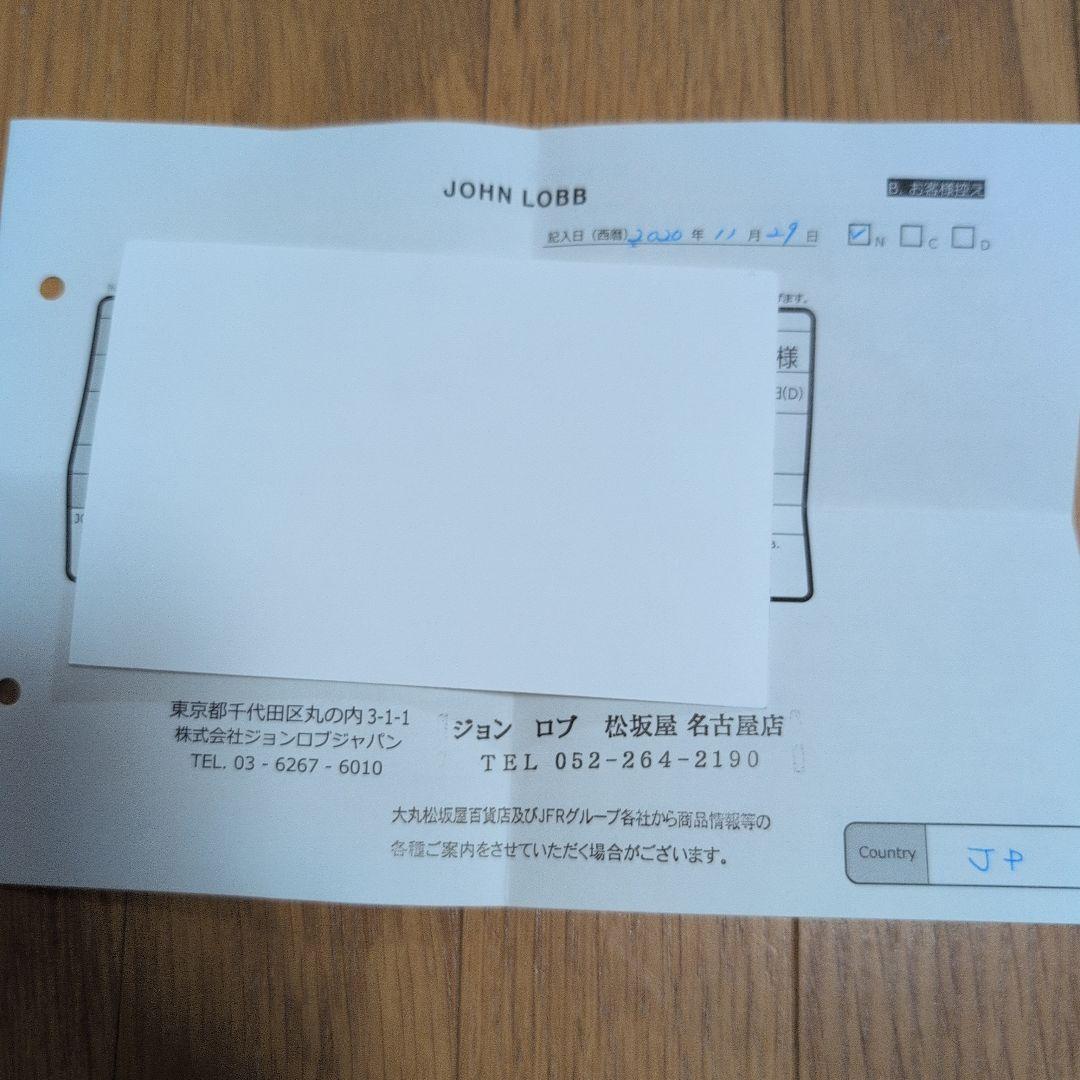 JOHN LOBB
B. お客様控え
記入日（西暦）2020 年 11 月 29 日
N C D
げます。
様
日(D)
JO
東京都千代田区丸の内 3-1-1
株式会社ジョンロブジャパン
TEL. 03 - 6267 - 6010
ジョン ロブ 松坂屋 名古屋店
TEL 052-264-2190
大丸松坂屋百貨店及びJFRグループ各社から商品情報等の
各種ご案内をさせていただく場合がございます。
Country JP